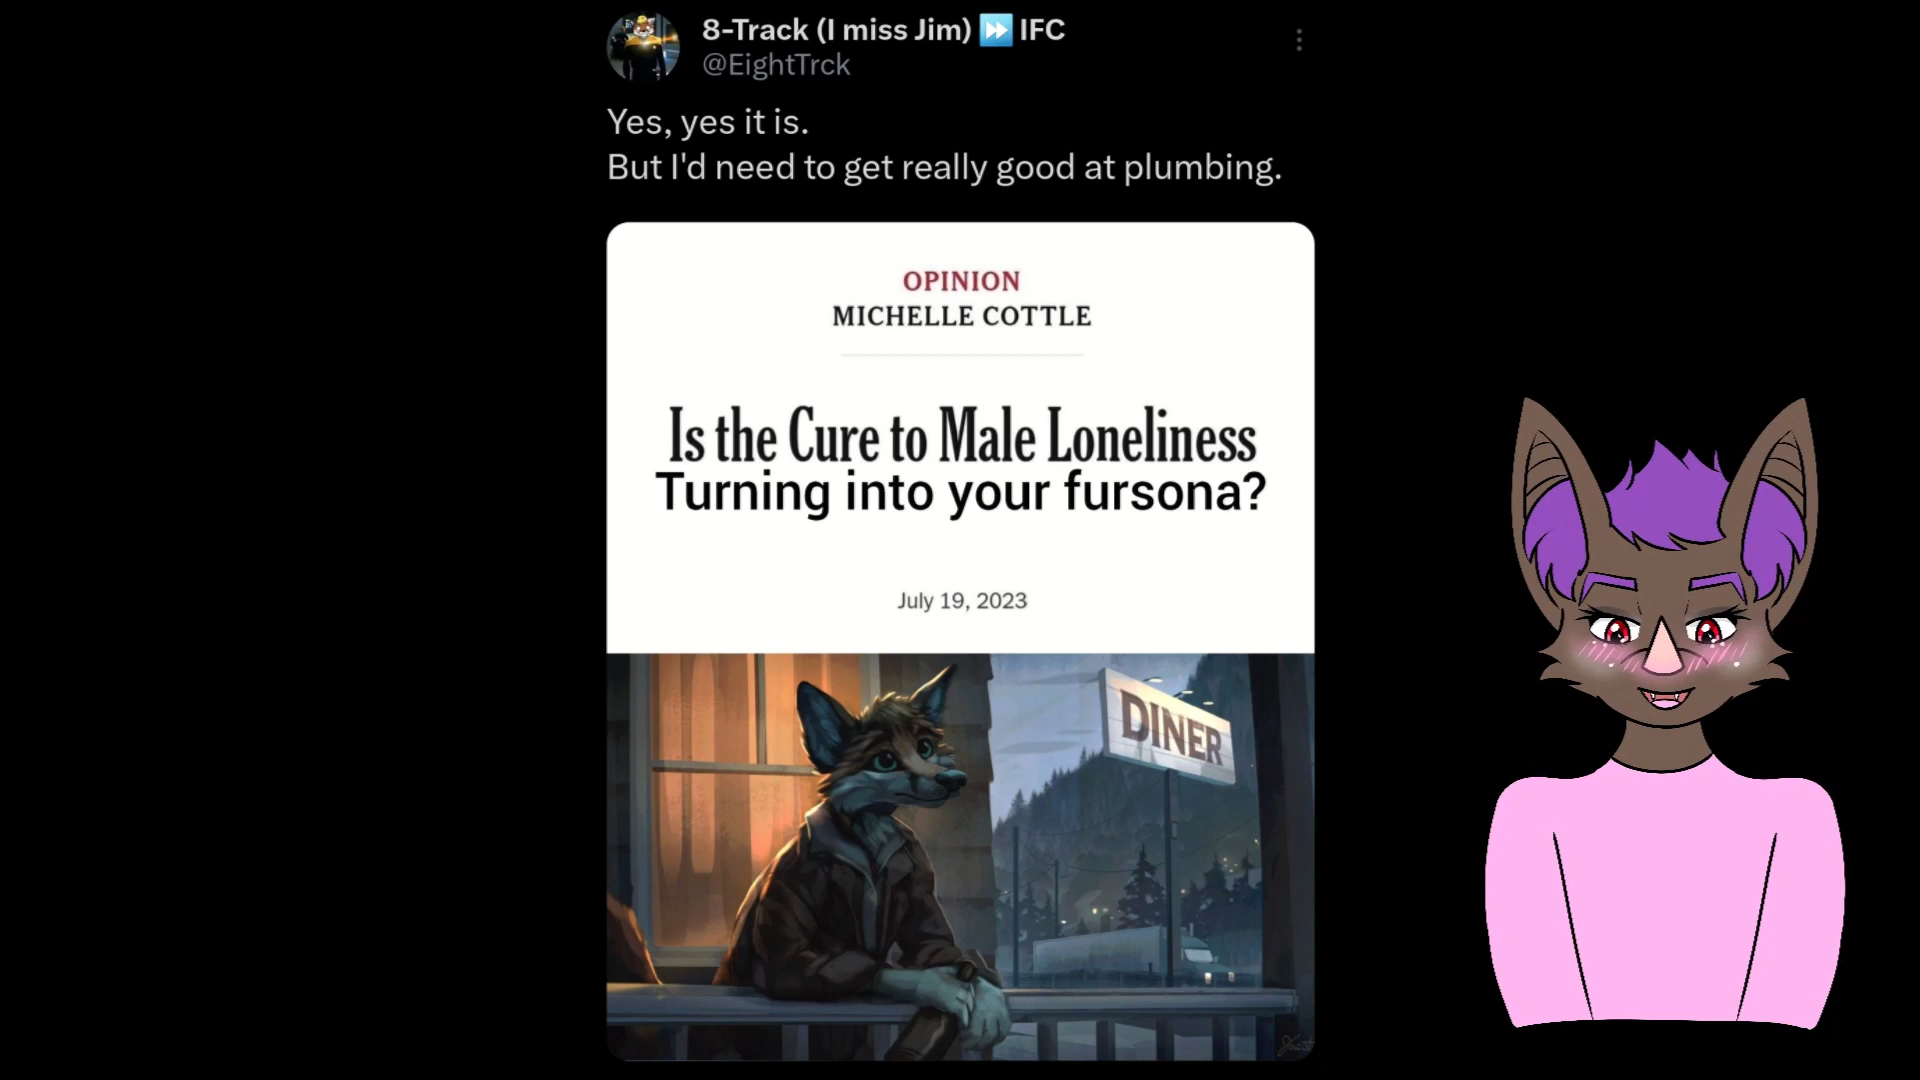 8-Track (I miss Jim) ⏩ IFC
@EightTrck
Yes, yes it is.
But I'd need to get really good at plumbing.
OPINION
MICHELLE COTTLE
Is the Cure to Male Loneliness
Turning into your fursona?
July 19, 2023
DINER